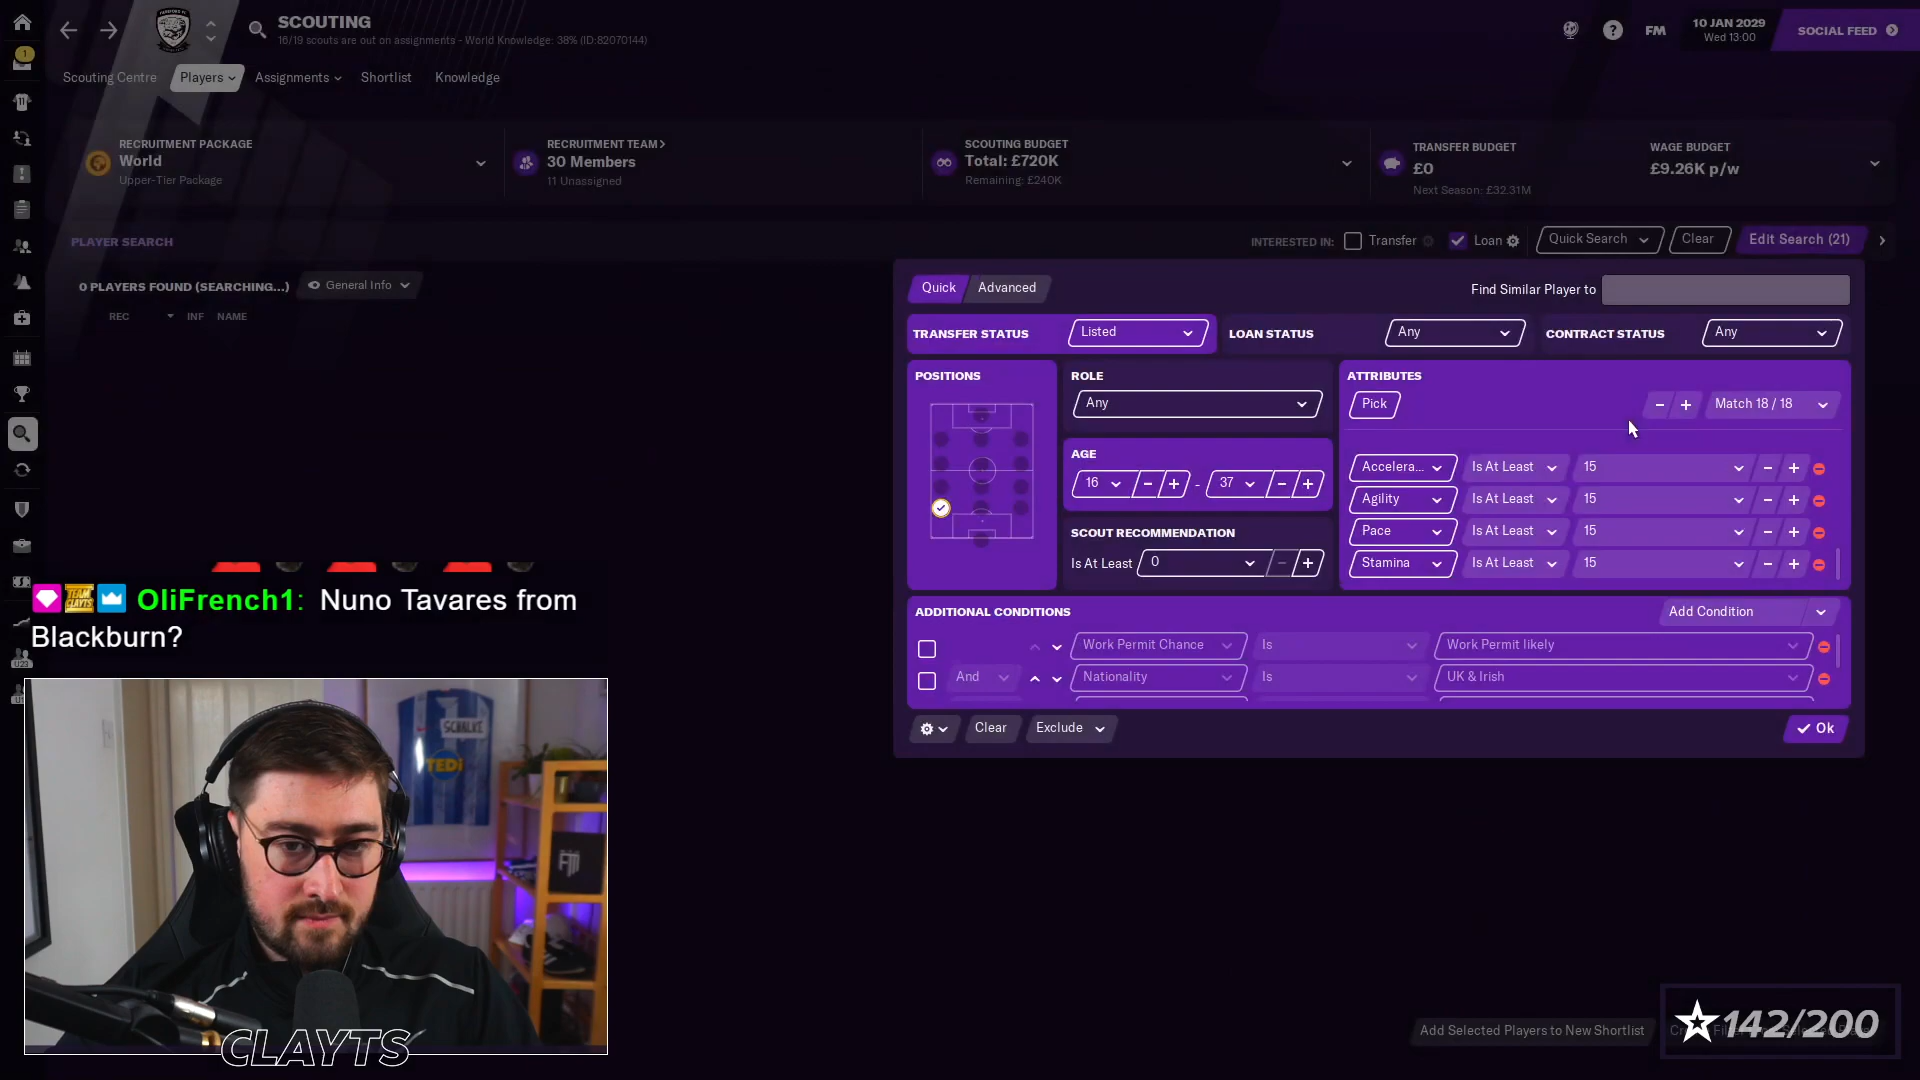 SCOUTING
16/19 scouts are out on assignments - World Knowledge: 38% (ID:82070144)
FM
10 JAN 2029
Wed 13:00
SOCIAL FEED
1
Scouting Centre
Players
Assignments
Shortlist
Knowledge
RECRUITMENT PACKAGE
World
Upper-Tier Package
RECRUITMENT TEAM>
30 Members
11 Unassigned
SCOUTING BUDGET
Total: £720K
Remaining: £240K
TRANSFER BUDGET
£0
Next Season: £32.31M
WAGE BUDGET
£9.26K p/w
PLAYER SEARCH
INTERESTED IN:
Transfer
Loan
Quick Search
Clear
Edit Search (21)
0 PLAYERS FOUND (SEARCHING...)
General Info
REC
INF
NAME
Quick
Advanced
Find Similar Player to
TRANSFER STATUS
Listed
LOAN STATUS
Any
CONTRACT STATUS
Any
POSITIONS
ROLE
Any
AGE
16
-
37
SCOUT RECOMMENDATION
Is At Least
0
ATTRIBUTES
Pick
Match 18 / 18
Accelera... Is At Least 15
Agility Is At Least 15
Pace Is At Least 15
Stamina Is At Least 15
ADDITIONAL CONDITIONS
Add Condition
Work Permit Chance Is Work Permit likely
And Nationality Is UK & Irish
Clear
Exclude
Ok
TEAM CLAYTS
OliFrench1: Nuno Tavares from
Blackburn?
SCHALKE
TEDi
FM
CLAYTS
Add Selected Players to New Shortlist
142/200